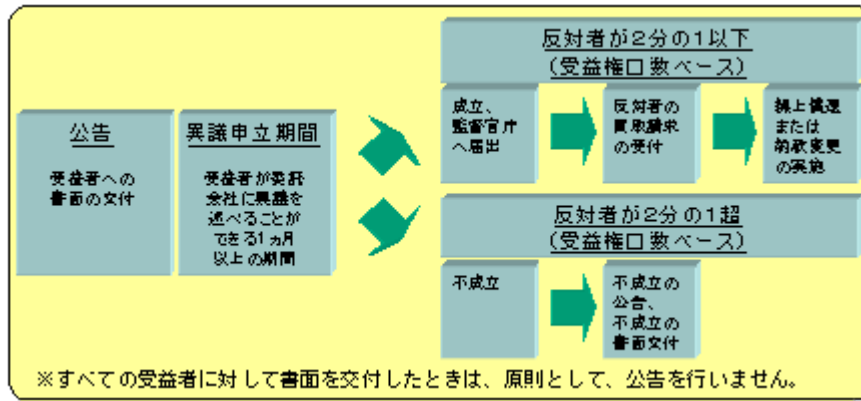 公告
受益者への
書面の交付
異議申立期間
受益者が委託
会社に異議を
述べることが
できる1ヵ月
以上の期間
反対者が2分の1以下
(受益権口数ベース)
成立、
監督官庁
へ届出
反対者の
買取請求
の受付
繰上償還
または
約款変更
の実施
反対者が2分の1超
(受益権口数ベース)
不成立
不成立の
公告、
不成立の
書面交付
※すべての受益者に対して書面を交付したときは、原則として、公告を行いません。